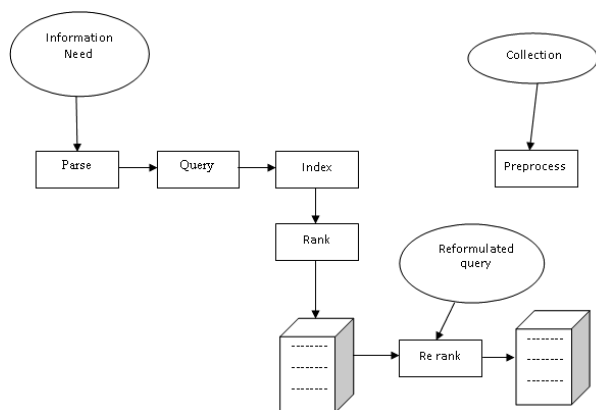 Information
Need
Collection
Parse
Query
Index
Preprocess
Rank
Reformulated
query
Re rank
--------
--------
--------
--------
--------
--------